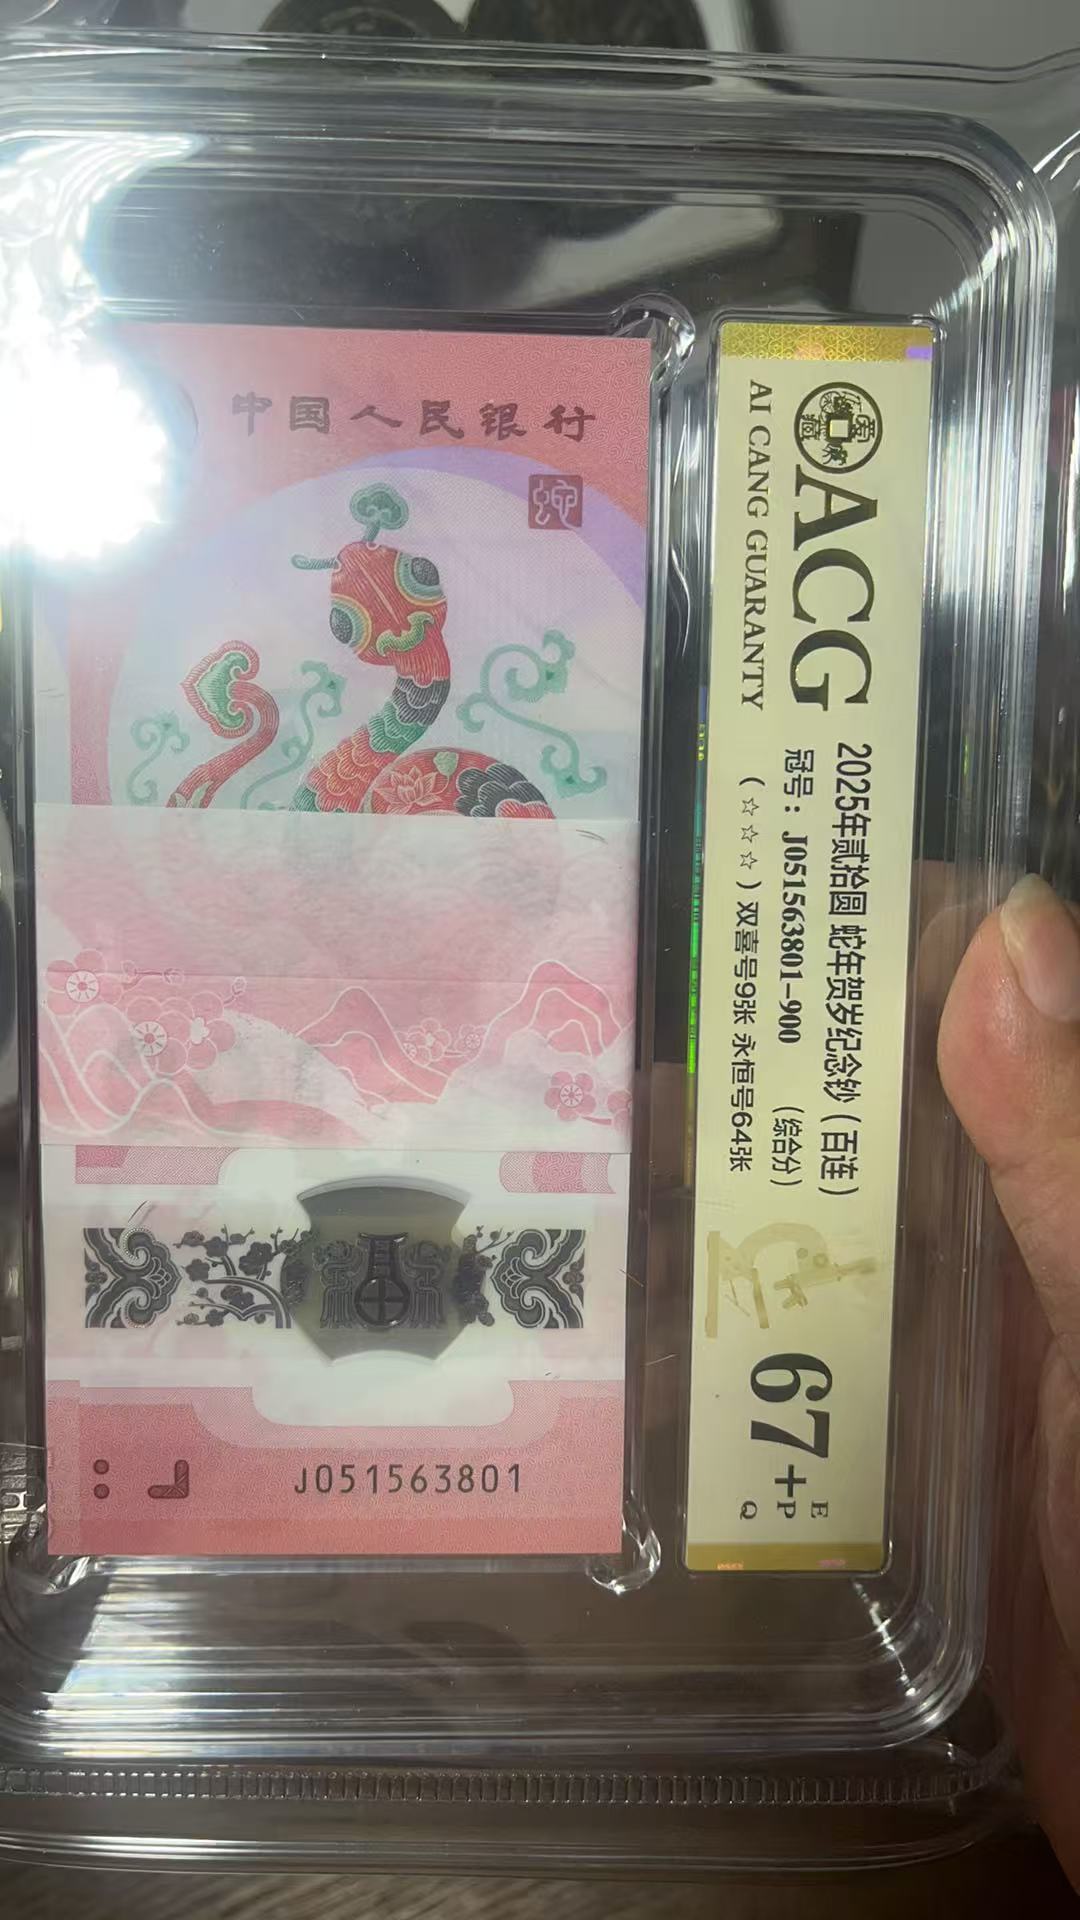 中国人民银行
蛇
J051563801
ACG
AI CANG GUARANTY
2025年贰拾圆 蛇年贺岁纪念钞（百连）
冠号：J051563801-900 （综合分）
（☆☆☆）双喜号9张 永恒号64张
67+
E
P
Q